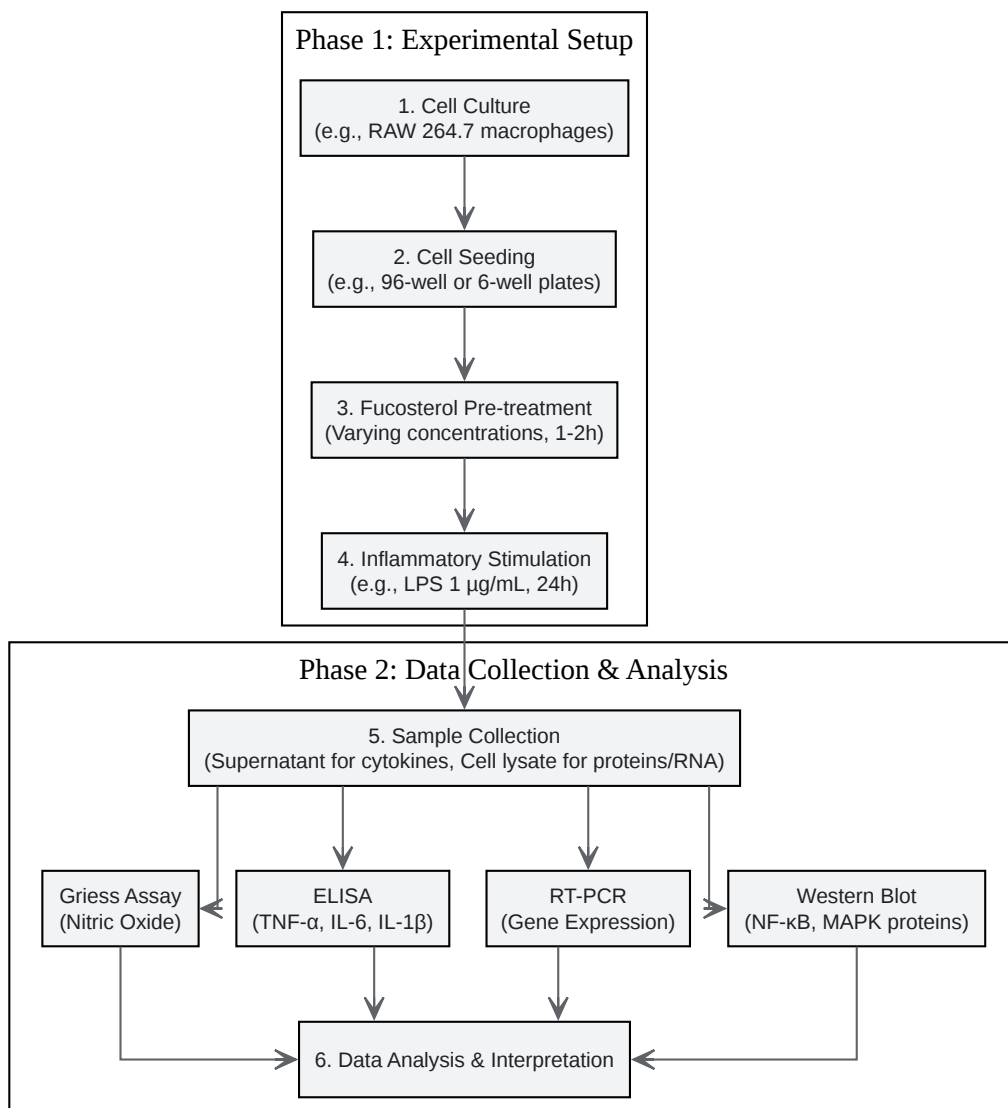 Phase 1: Experimental Setup
1. Cell Culture
(e.g., RAW 264.7 macrophages)
2. Cell Seeding
(e.g., 96-well or 6-well plates)
3. Fucosterol Pre-treatment
(Varying concentrations, 1-2h)
4. Inflammatory Stimulation
(e.g., LPS 1 µg/mL, 24h)
Phase 2: Data Collection & Analysis
5. Sample Collection
(Supernatant for cytokines, Cell lysate for proteins/RNA)
Griess Assay
(Nitric Oxide)
ELISA
(TNF-α, IL-6, IL-1β)
RT-PCR
(Gene Expression)
Western Blot
(NF-κB, MAPK proteins)
6. Data Analysis & Interpretation